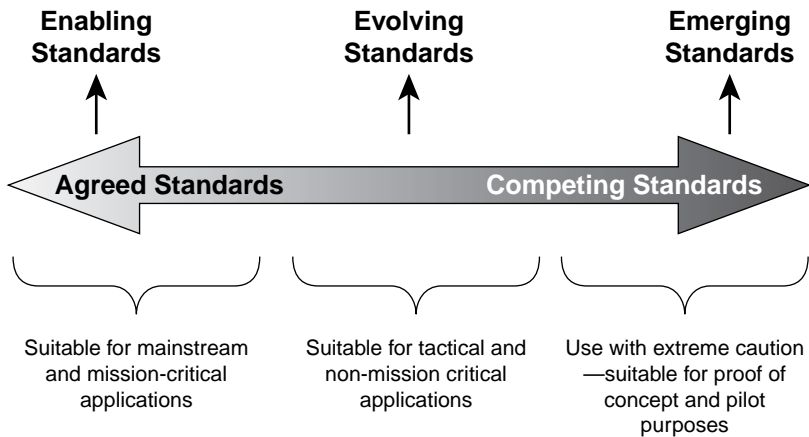 Enabling
Standards
Evolving
Standards
Emerging
Standards
Agreed Standards
Competing Standards
Suitable for mainstream
and mission-critical
applications
Suitable for tactical and
non-mission critical
applications
Use with extreme caution
—suitable for proof of
concept and pilot
purposes